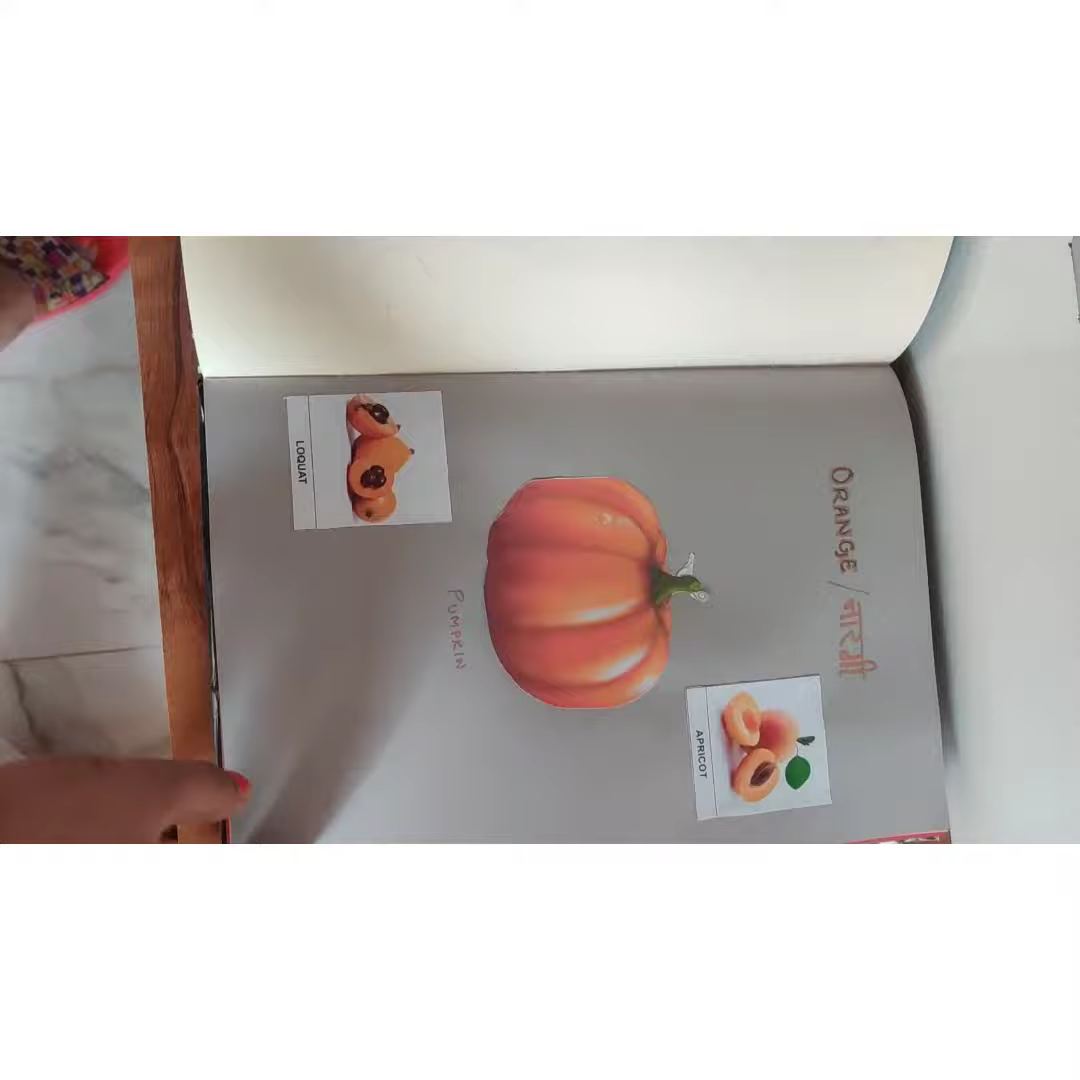 ORANGE / नारंगी
APRICOT
PUMPKIN
LOQUAT